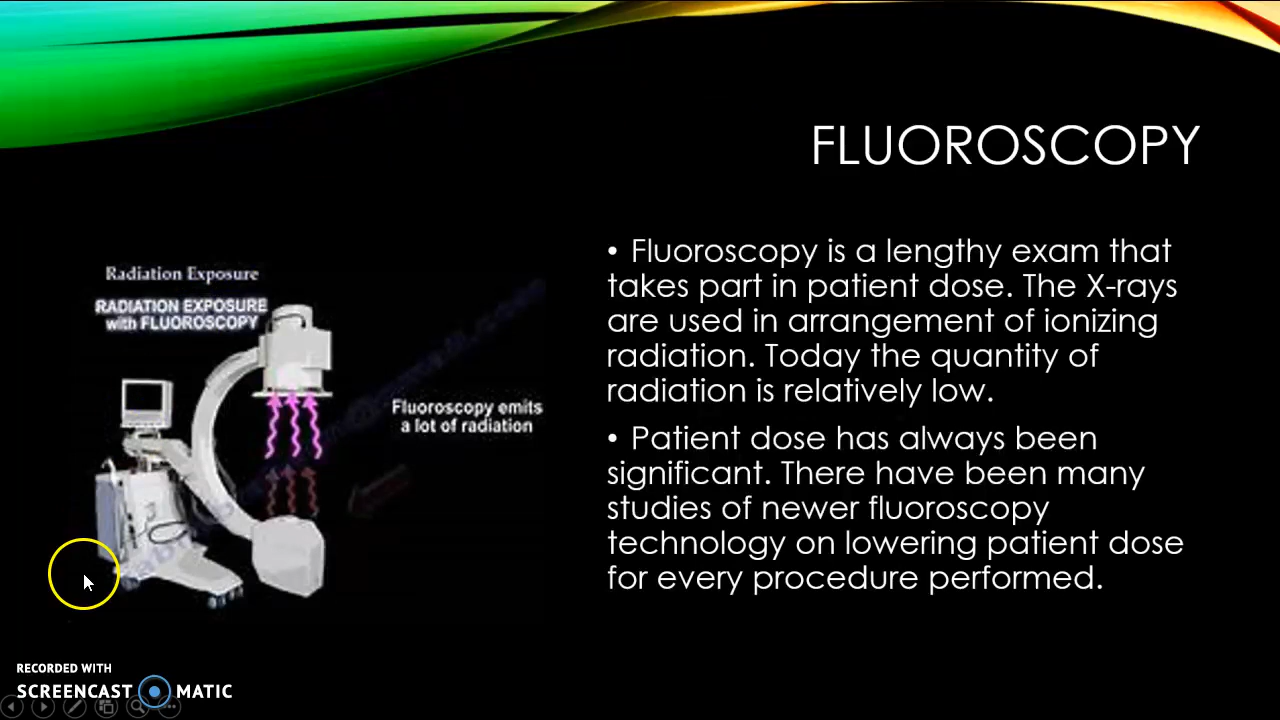 FLUOROSCOPY
Radiation Exposure
RADIATION EXPOSURE
with FLUOROSCOPY
Fluoroscopy emits
a lot of radiation
• Fluoroscopy is a lengthy exam that
takes part in patient dose. The X-rays
are used in arrangement of ionizing
radiation. Today the quantity of
radiation is relatively low.
• Patient dose has always been
significant. There have been many
studies of newer fluoroscopy
technology on lowering patient dose
for every procedure performed.
RECORDED WITH
SCREENCAST MATIC